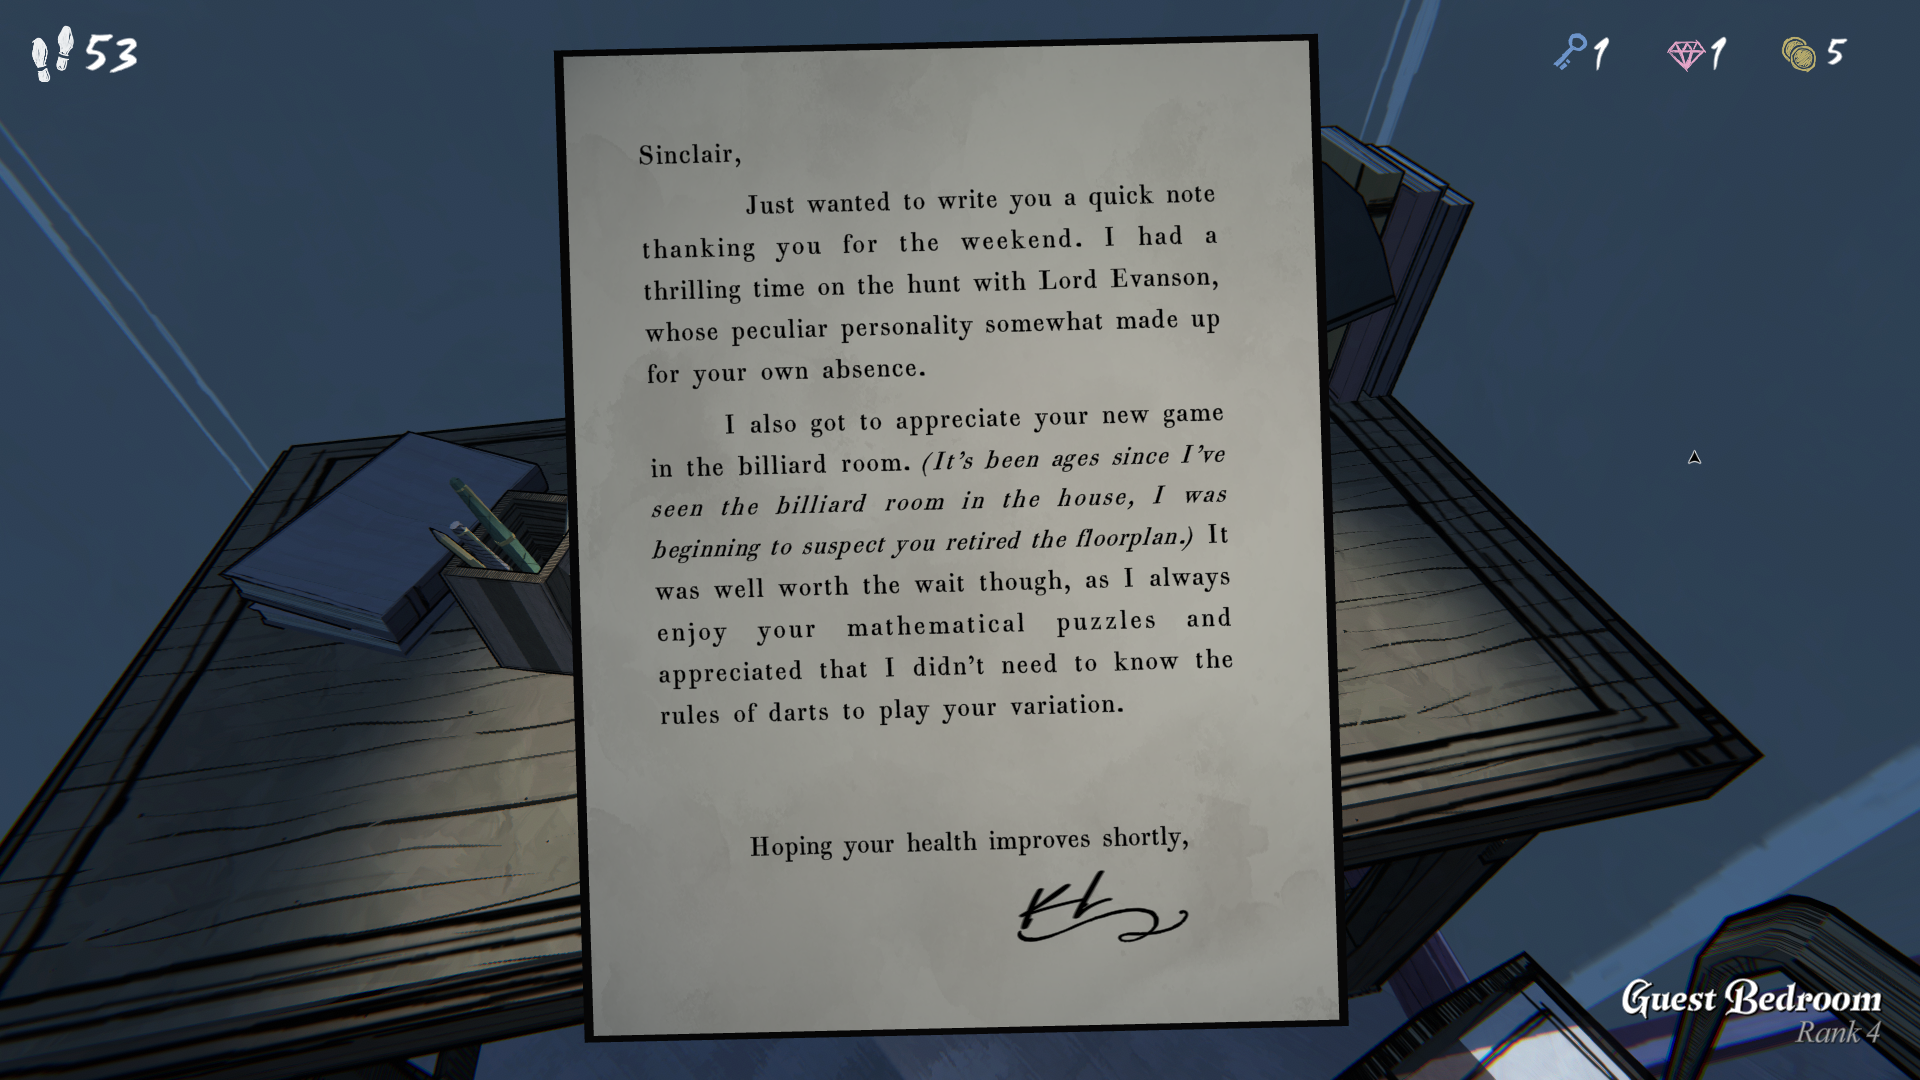 53
1
1
5
Sinclair,
Just wanted to write you a quick note
thanking you for the weekend. I had a
thrilling time on the hunt with Lord Evanson,
whose peculiar personality somewhat made up
for your own absence.
I also got to appreciate your new game
in the billiard room. (It's been ages since I've
seen the billiard room in the house, I was
beginning to suspect you retired the floorplan.) It
was well worth the wait though, as I always
enjoy your mathematical puzzles and
appreciated that I didn't need to know the
rules of darts to play your variation.
Hoping your health improves shortly,
Guest Bedroom
Rank 4